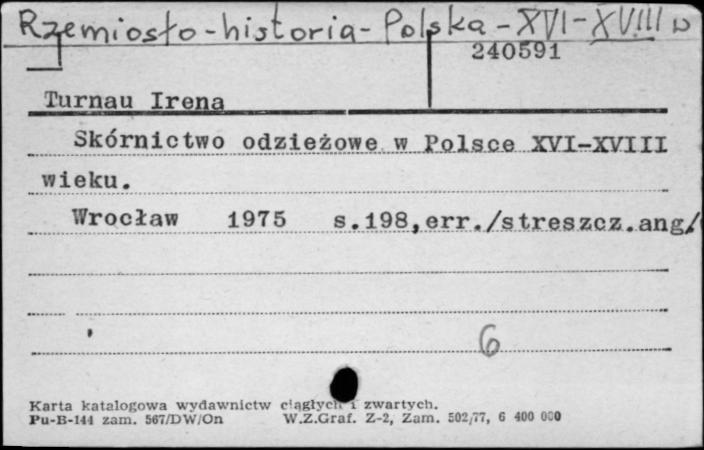 Rzemiosło-historia-Polska-XVI-XVIII w
240591
Turnau Irena
Skórnictwo odzieżowe w Polsce XVI-XVIII
wieku.
Wrocław 1975 s.198,err./streszcz.ang/
6
Karta katalogowa wydawnictw ciągłych i zwartych.
Pu-B-144 zam. 567/DW/On W.Z.Graf. Z-2, Zam. 502/77, 6 400 000